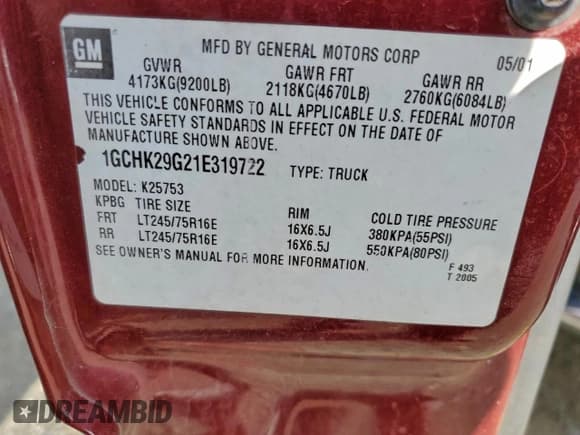 GM
MFD BY GENERAL MOTORS CORP 05/01
GVWR GAWR FRT GAWR RR
4173KG(9200LB) 2118KG(4670LB) 2760KG(6084LB)
THIS VEHICLE CONFORMS TO ALL APPLICABLE U.S. FEDERAL MOTOR
VEHICLE SAFETY STANDARDS IN EFFECT ON THE DATE OF
MANUFACTURE SHOWN ABOVE.
1GCHK29G21E319722 TYPE: TRUCK
MODEL: K25753
KPBG TIRE SIZE RIM COLD TIRE PRESSURE
FRT LT245/75R16E 16X6.5J 380KPA(55PSI)
RR LT245/75R16E 16X6.5J 550KPA(80PSI)
SEE OWNER'S MANUAL FOR MORE INFORMATION.
F 493
T 2005
DREAMBID